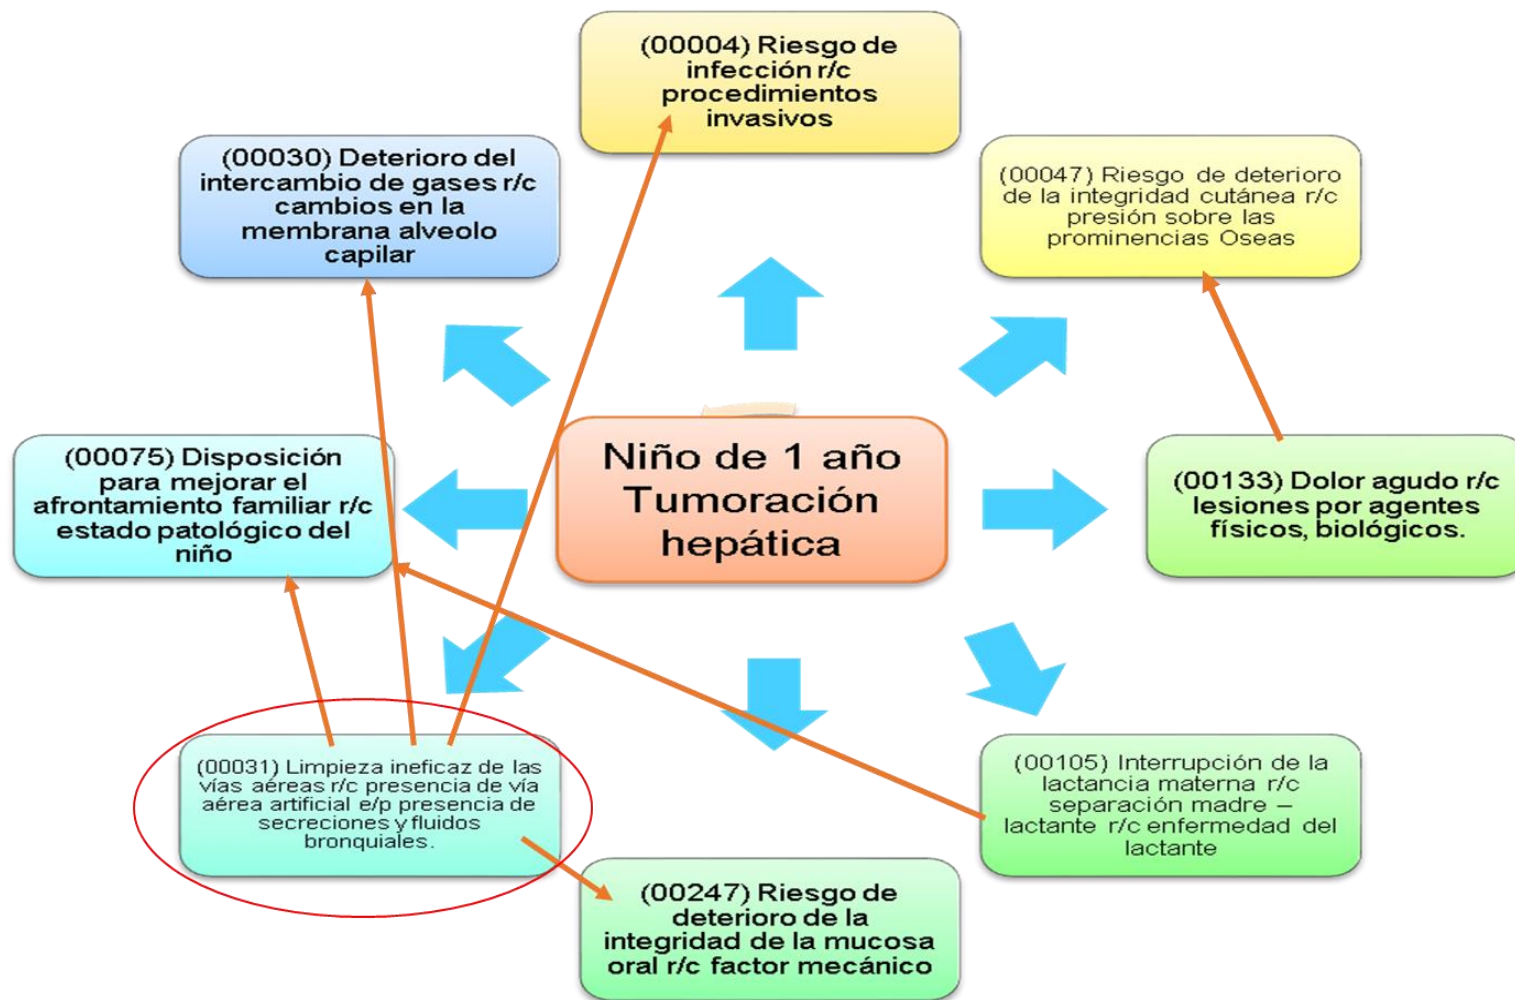 (00004) Riesgo de
infección r/c
procedimientos
invasivos
(00030) Deterioro del
intercambio de gases r/c
cambios en la
membrana alveolo
capilar
(00047) Riesgo de deterioro
de la integridad cutánea r/c
presión sobre las
prominencias Oseas
(00075) Disposición
para mejorar el
afrontamiento familiar r/c
estado patológico del
niño
Niño de 1 año
Tumoración
hepática
(00133) Dolor agudo r/c
lesiones por agentes
físicos, biológicos.
(00031) Limpieza ineficaz de las
vías aéreas r/c presencia de vía
aérea artificial e/p presencia de
secreciones y fluidos
bronquiales.
(00105) Interrupción de la
lactancia materna r/c
separación madre –
lactante r/c enfermedad del
lactante
(00247) Riesgo de
deterioro de la
integridad de la mucosa
oral r/c factor mecánico